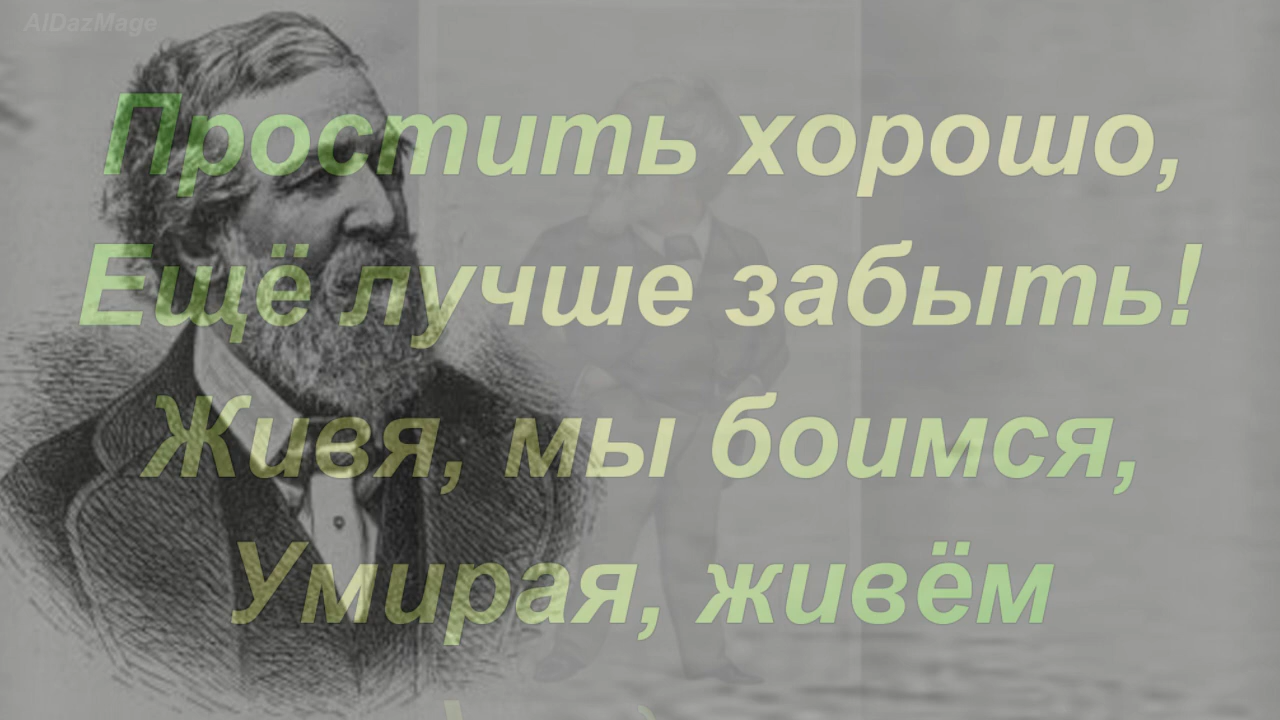 AlDazMage
Простить хорошо,
Ещё лучше забыть!
Живя, мы боимся,
Умирая, живём